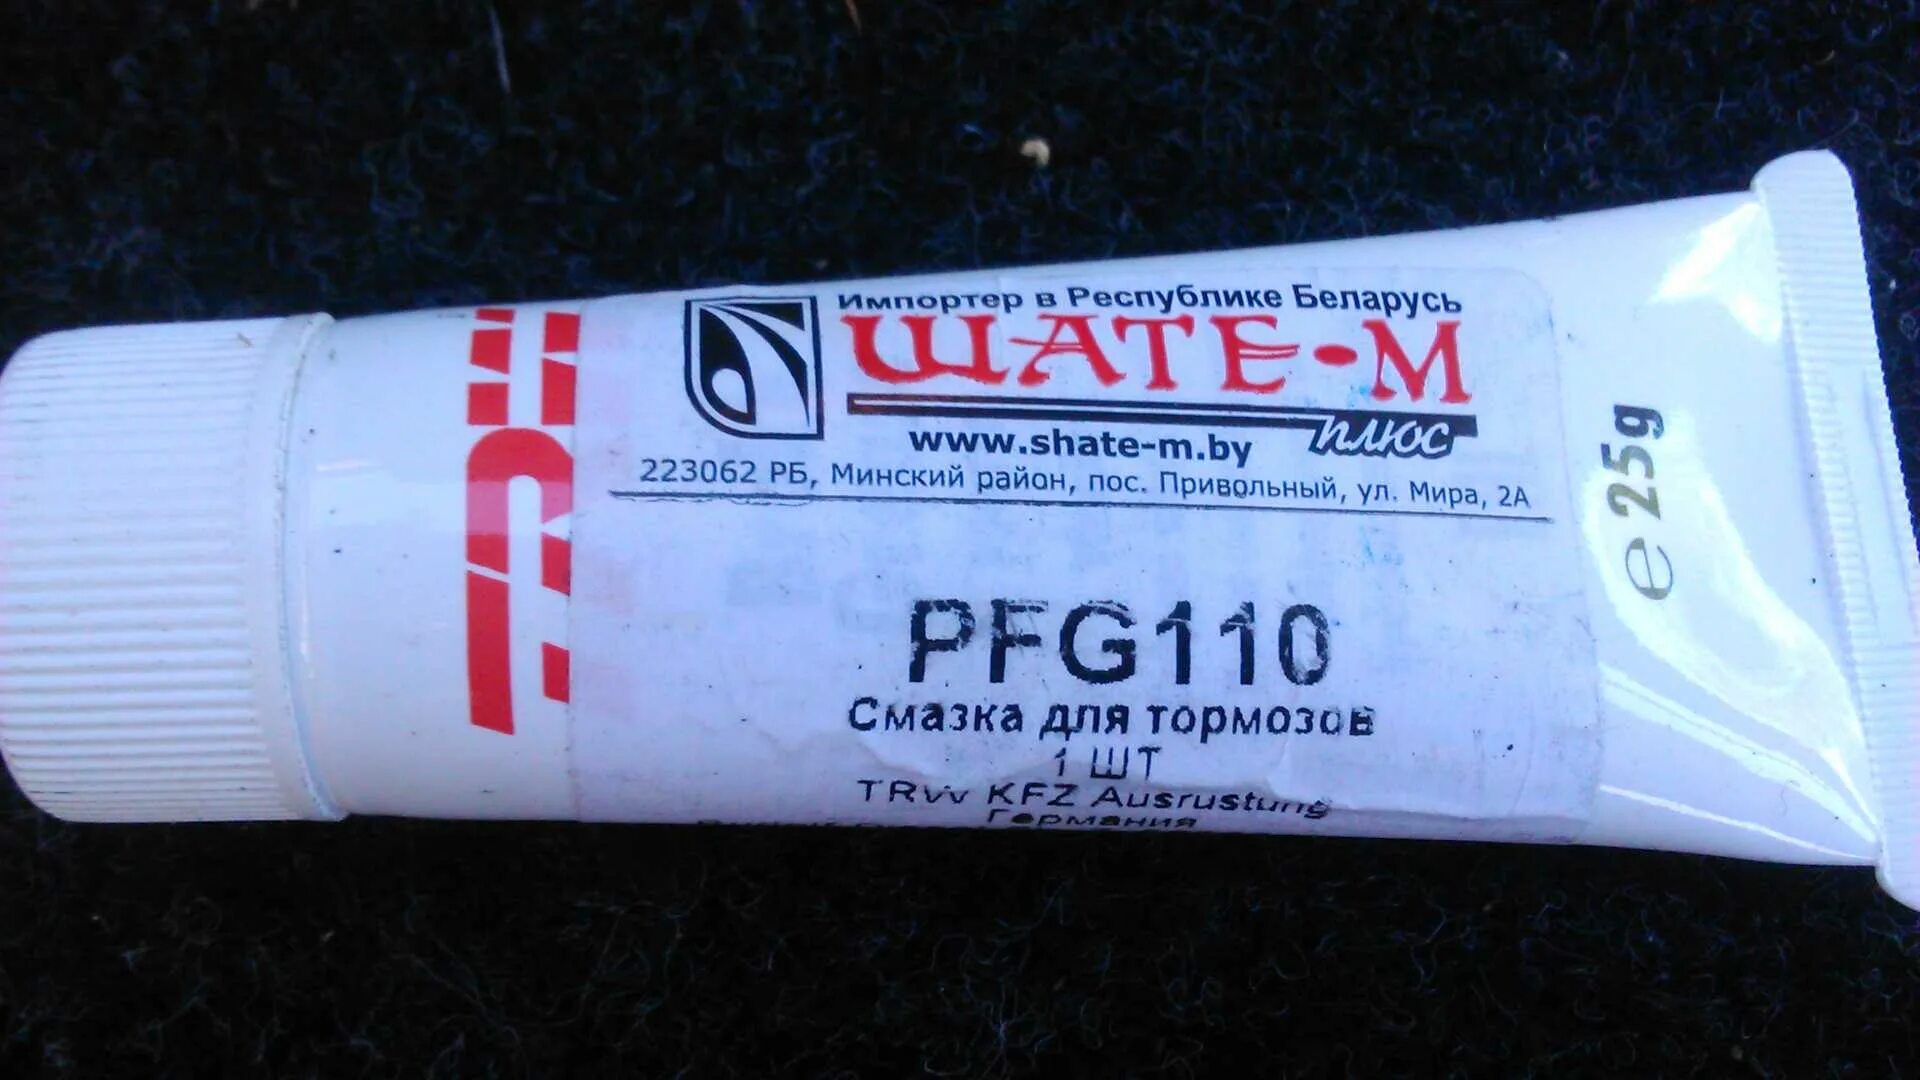 Импортер в Республике Беларусь
ШАТЕ-М
плюс
www.shate-m.by
223062 РБ, Минский район, пос. Привольный, ул. Мира, 2А
PFG110
Смазка для тормозов
1 ШТ
TRW KFZ Ausrustung
Германия
e 25g